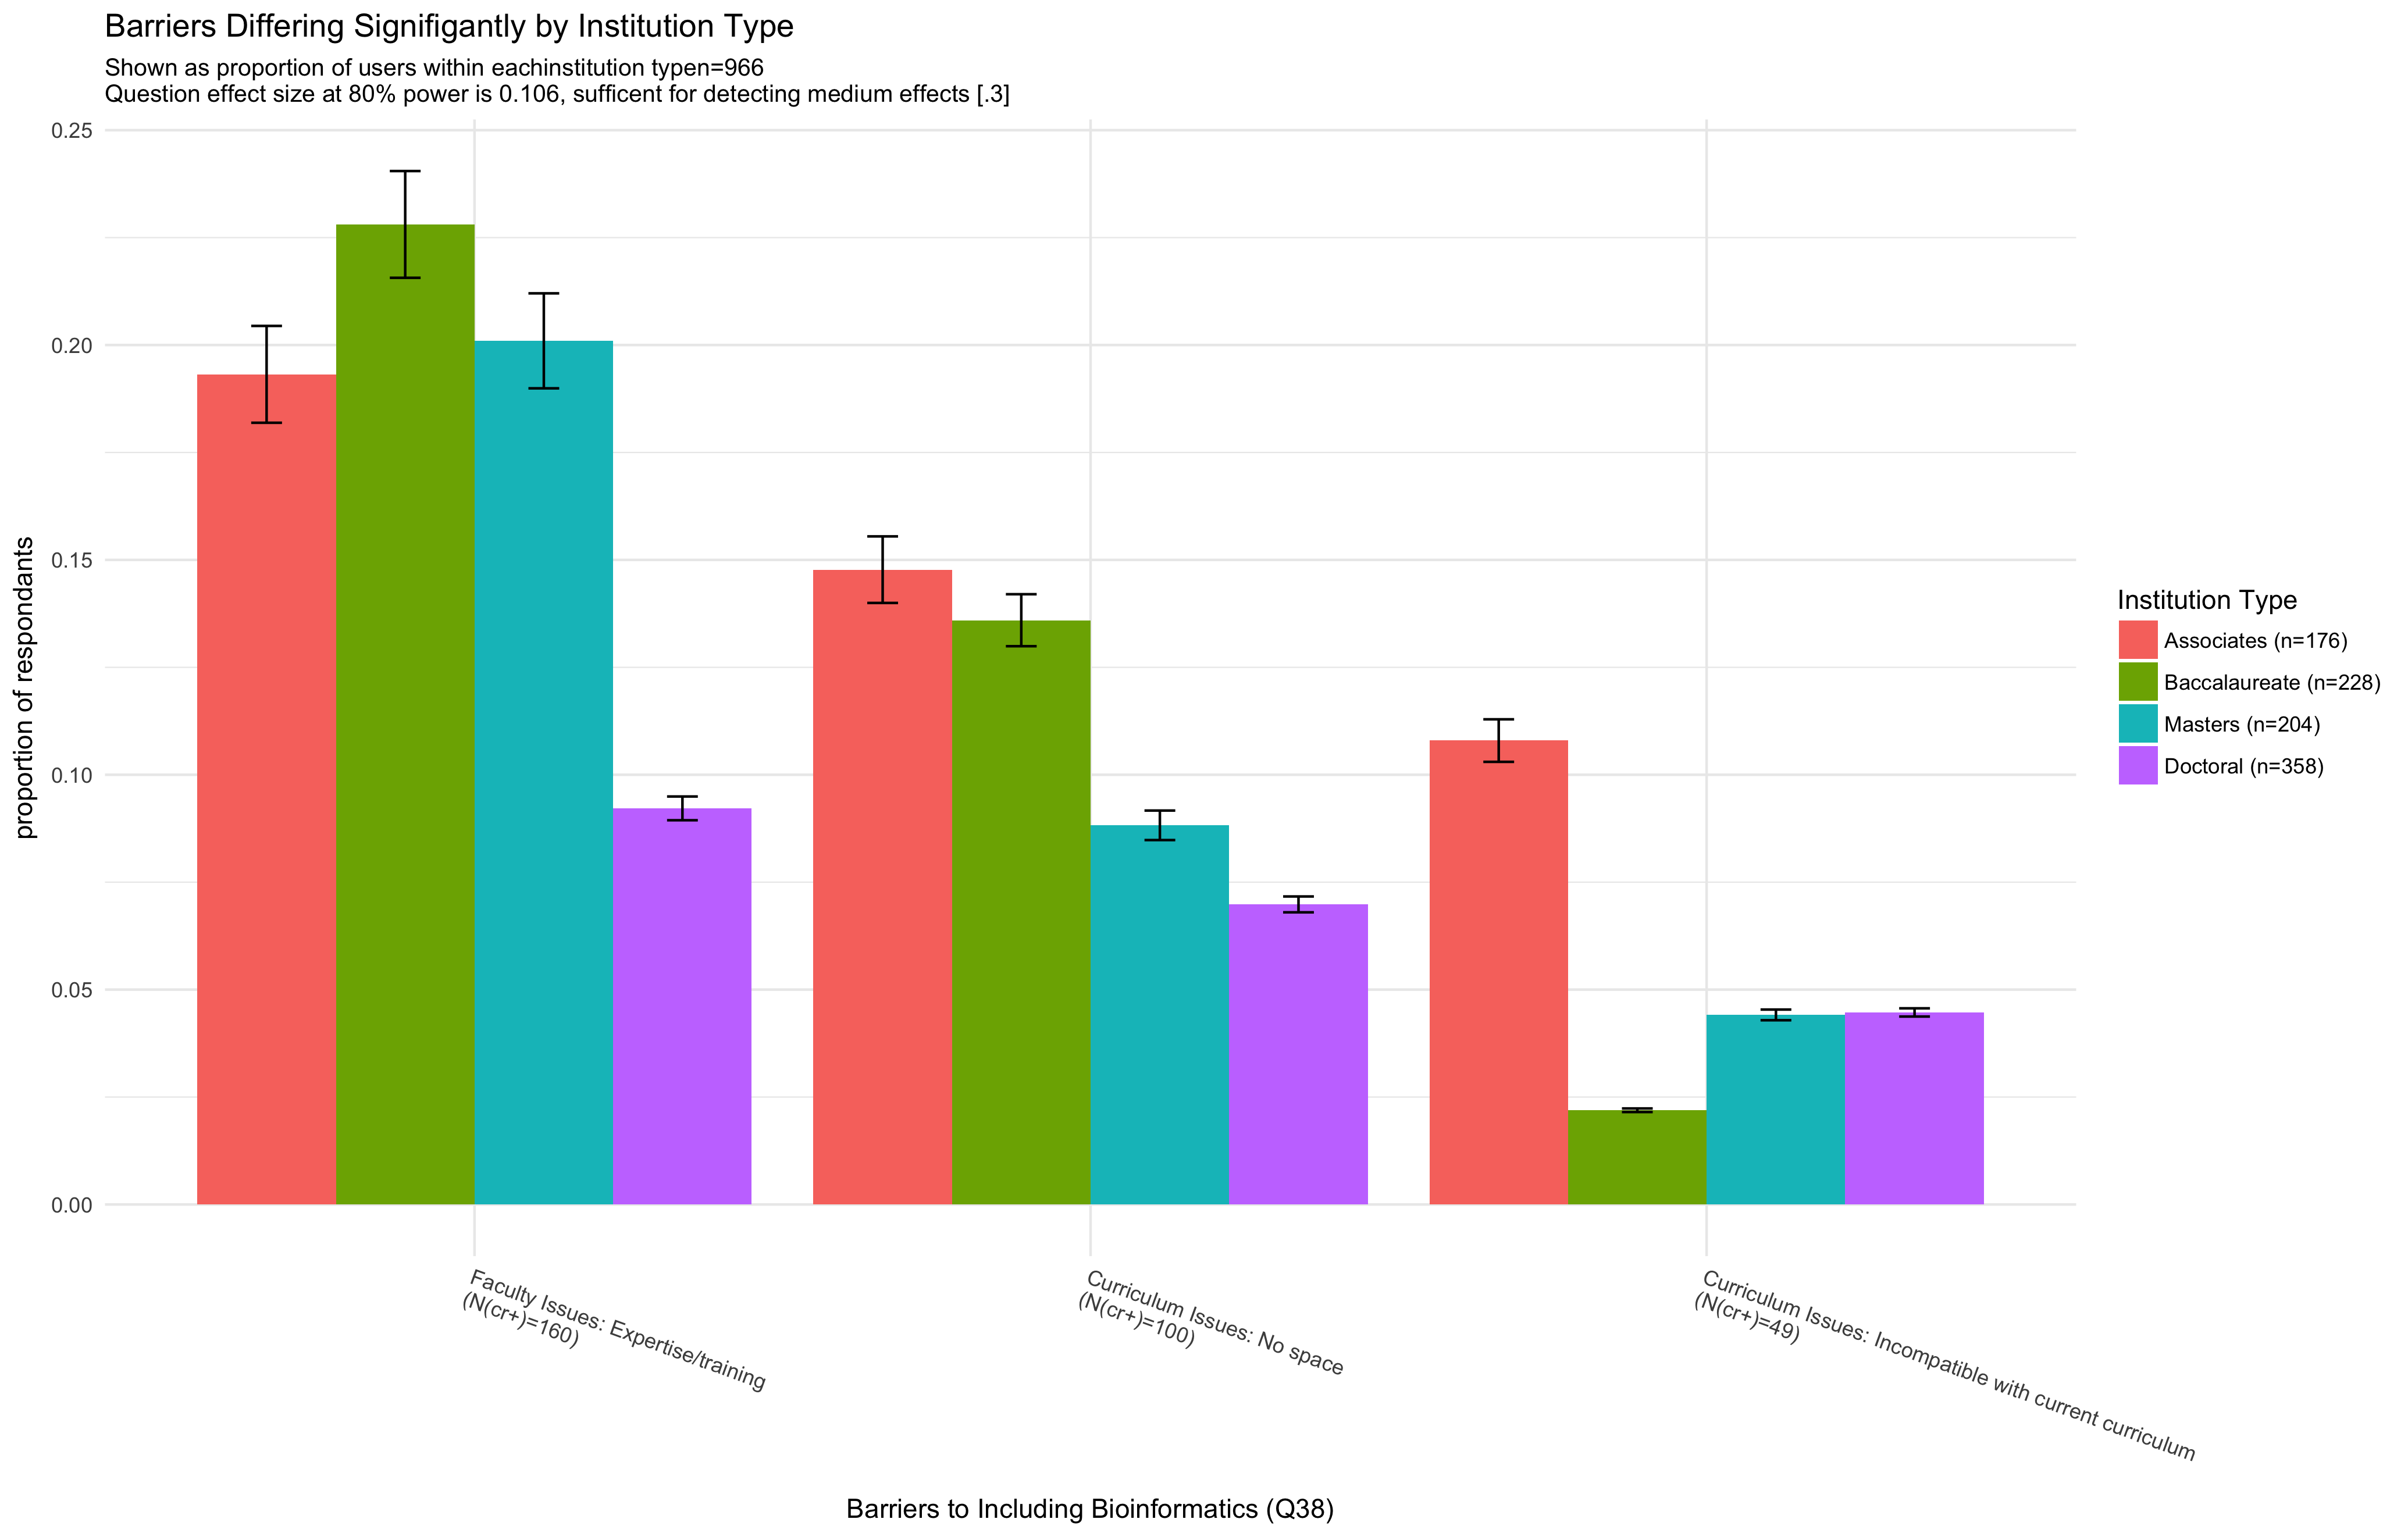 Barriers Differing Signifigantly by Institution Type
Shown as proportion of users within eachinstitution typen=966
Question effect size at 80% power is 0.106, sufficent for detecting medium effects [.3]
0.25
0.20
0.15
0.10
0.05
0.00
proportion of respondants
Faculty Issues: Expertise/training
(N(cr+)=160)
Curriculum Issues: No space
(N(cr+)=100)
Curriculum Issues: Incompatible with current curriculum
(N(cr+)=49)
Barriers to Including Bioinformatics (Q38)
Institution Type
Associates (n=176)
Baccalaureate (n=228)
Masters (n=204)
Doctoral (n=358)